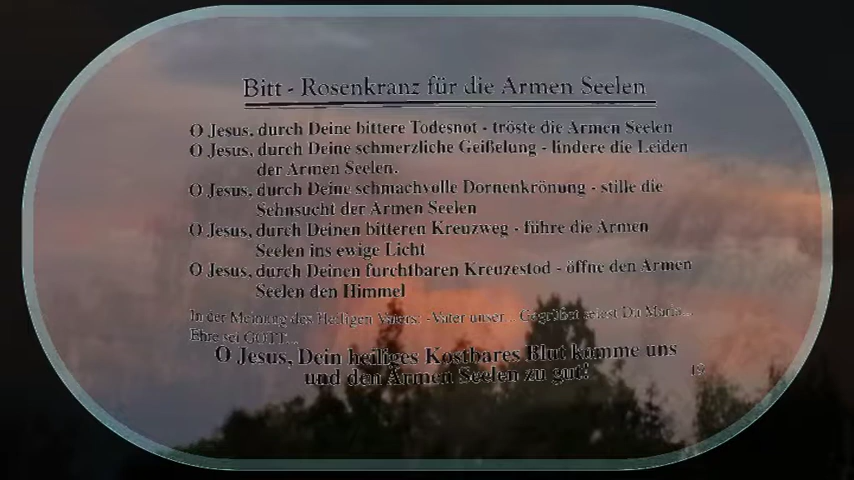 Bitt - Rosenkranz für die Armen Seelen
O Jesus, durch Deine bittere Todesnot - tröste die Armen Seelen
O Jesus, durch Deine schmerzliche Geißelung - lindere die Leiden
der Armen Seelen.
O Jesus, durch Deine schmachvolle Dornenkrönung - stille die
Sehnsucht der Armen Seelen
O Jesus, durch Deinen bitteren Kreuzweg - führe die Armen
Seelen ins ewige Licht
O Jesus, durch Deinen furchtbaren Kreuzestod - öffne den Armen
Seelen den Himmel
In der Meinung des Heiligen Vaters: -Vater unser... Gegrüßet seist Du Maria...
Ehre sei GOTT...
O Jesus, Dein heiliges Kostbares Blut komme uns
und den Armen Seelen zu gut!